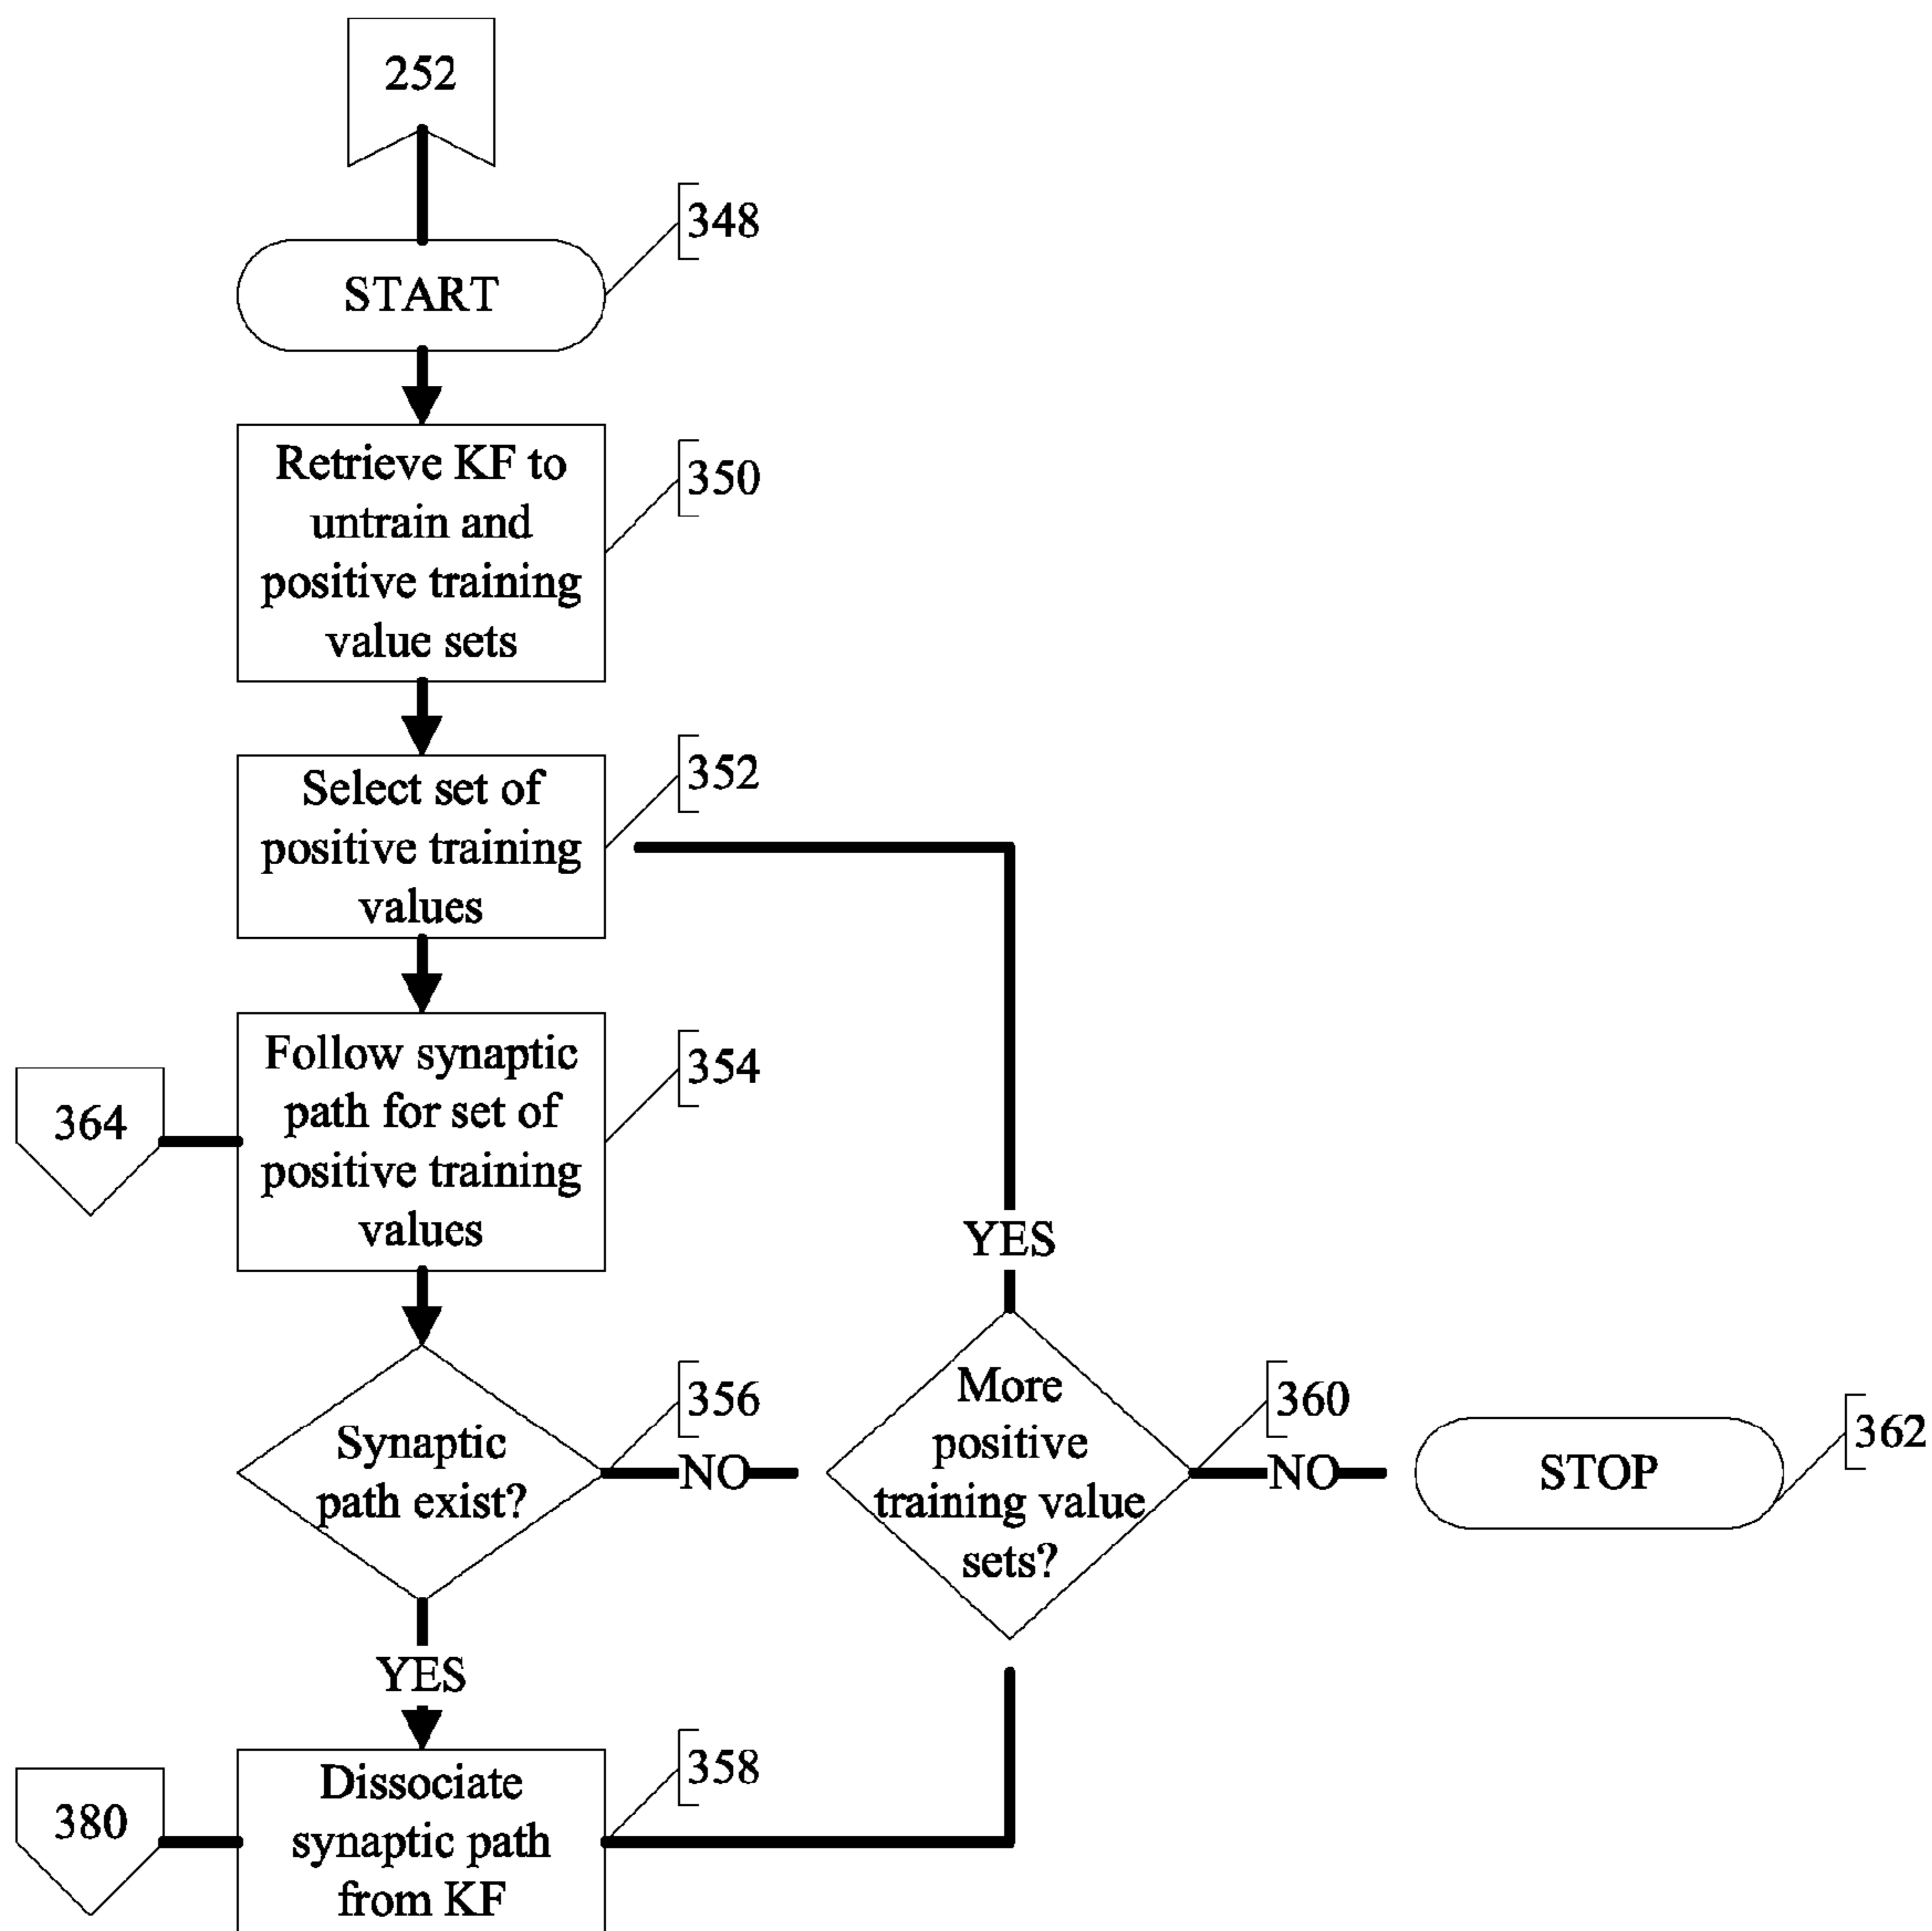 252
348
START
Retrieve KF to
untrain and
positive training
value sets
350
Select set of
positive training
values
352
Follow synaptic
path for set of
positive training
values
354
364
YES
Synaptic
path exist?
356
NO
More
positive
training value
sets?
360
NO
STOP
362
YES
Dissociate
synaptic path
from KF
358
380